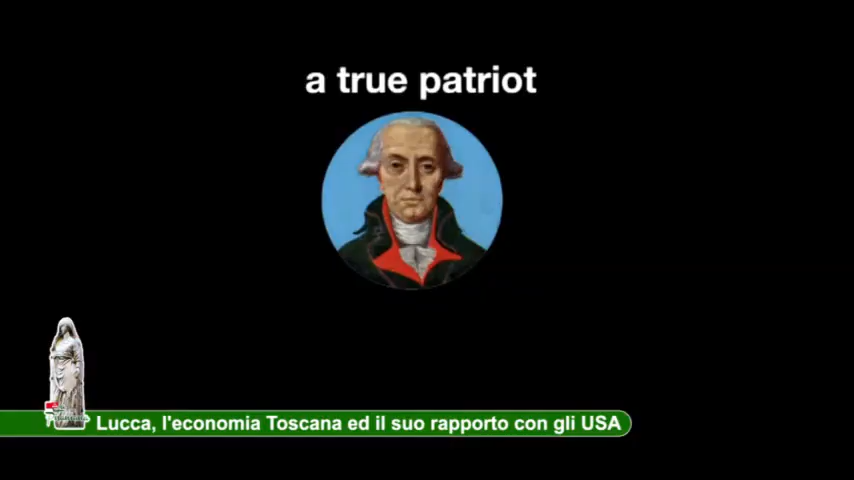 a true patriot
Lucca, l'economia Toscana ed il suo rapporto con gli USA